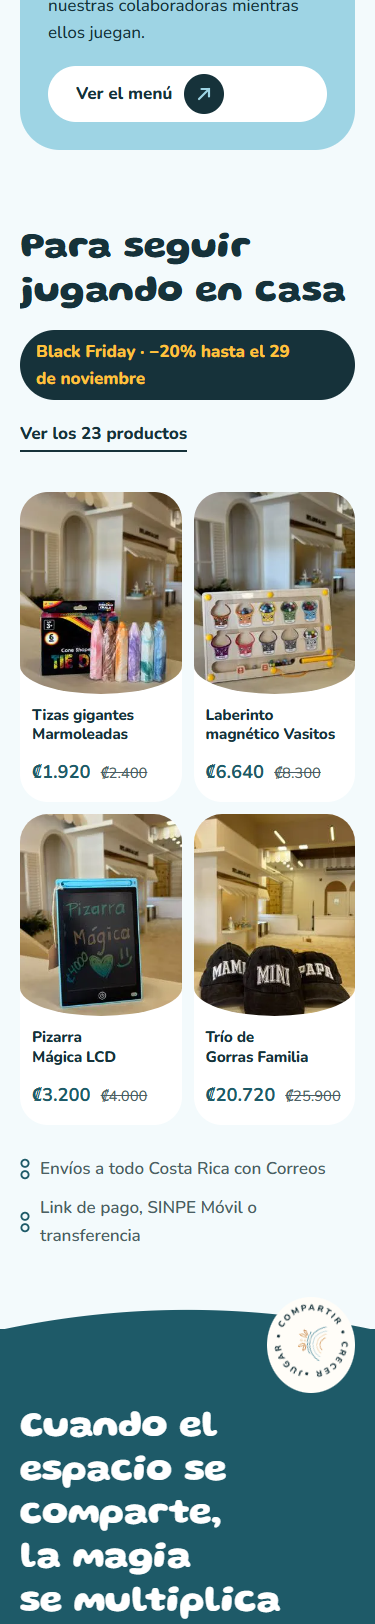 nuestras colaboradoras mientras
ellos juegan.
Ver el menú
Para seguir
jugando en casa
Black Friday · −20% hasta el 29
de noviembre
Ver los 23 productos
Cone Shape
TIE D
Tizas gigantes
Marmoleadas
₡1.920 ₡2.400
Laberinto
magnético Vasitos
₡6.640 ₡8.300
Pizarra
Mágica
₡4000
Pizarra
Mágica LCD
₡3.200 ₡4.000
MAMI
MINI
PAPA
Trío de
Gorras Familia
₡20.720 ₡25.900
Envíos a todo Costa Rica con Correos
Link de pago, SINPE Móvil o
transferencia
COMPARTIR • CRECER • JUGAR •
Cuando el
espacio se
comparte,
la magia
se multiplica